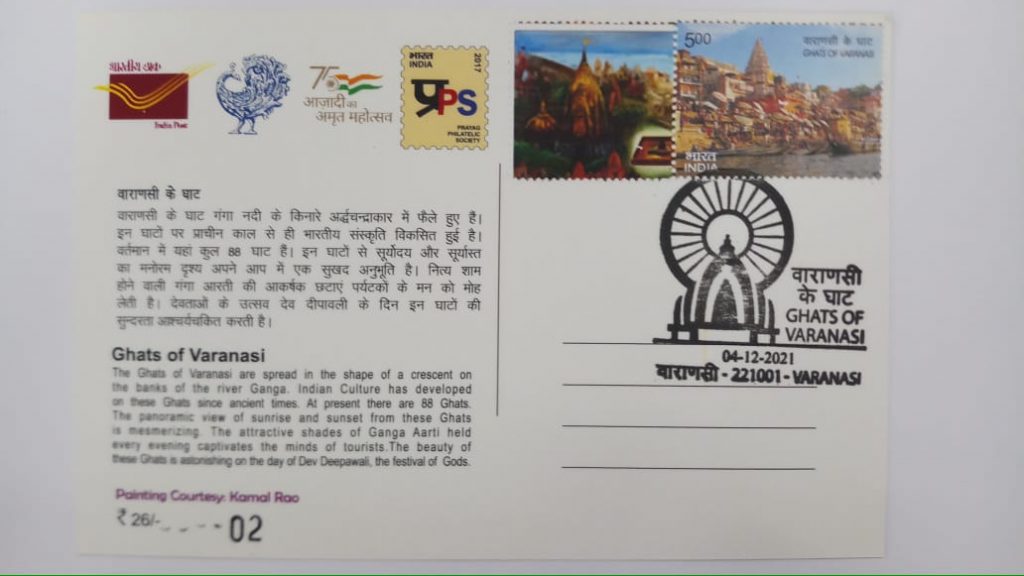 भारतीय डाक
India Post
75
आज़ादी का
अमृत महोत्सव
भारत
INDIA
2017
प्रPS
PRAYAG
PHILATELIC
SOCIETY
5.00
वाराणसी के घाट
GHATS OF VARANASI
भारत
INDIA
वाराणसी के घाट
वाराणसी के घाट गंगा नदी के किनारे अर्द्धचन्द्राकार में फैले हुए हैं।
इन घाटों पर प्राचीन काल से ही भारतीय संस्कृति विकसित हुई है।
वर्तमान में यहां कुल 88 घाट हैं। इन घाटों से सूर्योदय और सूर्यास्त
का मनोरम दृश्य अपने आप में एक सुखद अनुभूति है। नित्य शाम
होने वाली गंगा आरती की आकर्षक छटाएं पर्यटकों के मन को मोह
लेती है। देवताओं के उत्सव देव दीपावली के दिन इन घाटों की
सुन्दरता आश्चर्यचकित करती है।
Ghats of Varanasi
The Ghats of Varanasi are spread in the shape of a crescent on
the banks of the river Ganga. Indian Culture has developed
on these Ghats since ancient times. At present there are 88 Ghats.
The panoramic view of sunrise and sunset from these Ghats
is mesmerizing. The attractive shades of Ganga Aarti held
every evening captivates the minds of tourists.The beauty of
these Ghats is astonishing on the day of Dev Deepawali, the festival of Gods.
Painting Courtesy: Kamal Rao
₹ 26/-
02
वाराणसी
के घाट
GHATS OF
VARANASI
04-12-2021
वाराणसी - 221001 - VARANASI